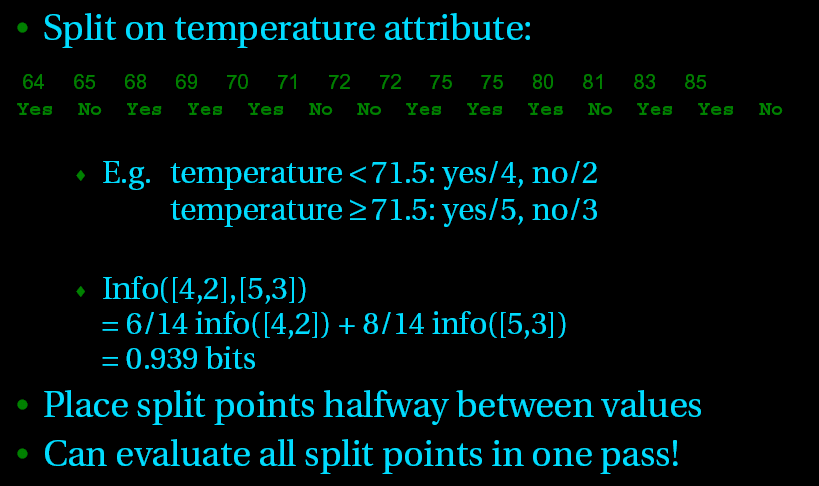 • Split on temperature attribute:
64 65 68 69 70 71 72 72 75 75 80 81 83 85
Yes No Yes Yes Yes No No Yes Yes Yes No Yes Yes No
♦ E.g. temperature < 71.5: yes/4, no/2
temperature ≥ 71.5: yes/5, no/3
♦ Info([4,2],[5,3])
= 6/14 info([4,2]) + 8/14 info([5,3])
= 0.939 bits
• Place split points halfway between values
• Can evaluate all split points in one pass!